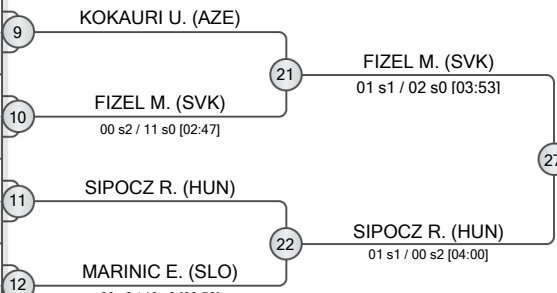 KOKAURI U. (AZE)
9
21
FIZEL M. (SVK)
01 s1 / 02 s0 [03:53]
FIZEL M. (SVK)
10
00 s2 / 11 s0 [02:47]
27
SIPOCZ R. (HUN)
11
22
SIPOCZ R. (HUN)
01 s1 / 00 s2 [04:00]
MARINIC E. (SLO)
12